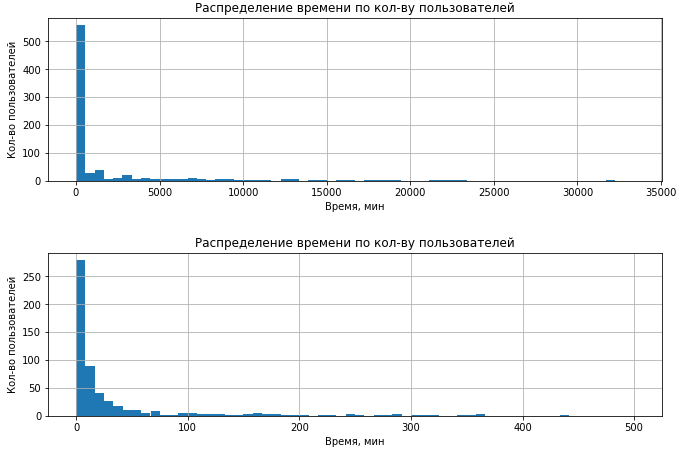 Распределение времени по кол-ву пользователей
Кол-во пользователей
500
400
300
200
100
0
0 5000 10000 15000 20000 25000 30000 35000
Время, мин
Распределение времени по кол-ву пользователей
Кол-во пользователей
250
200
150
100
50
0
0 100 200 300 400 500
Время, мин